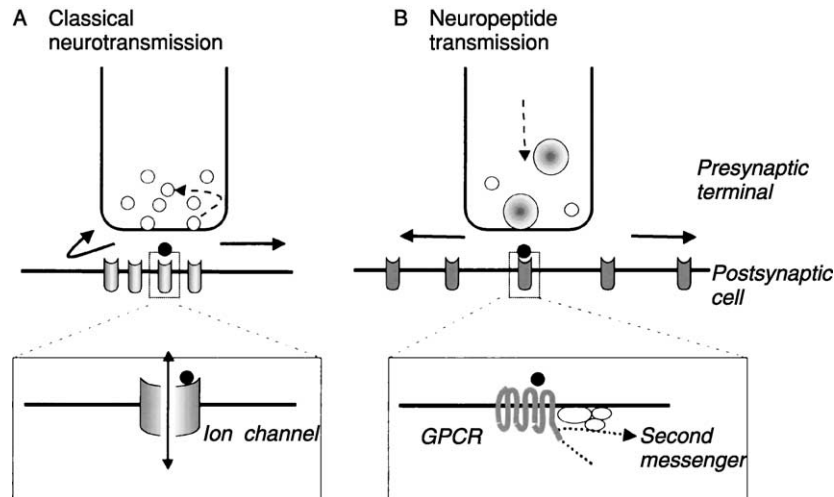 A Classical
neurotransmission
B Neuropeptide
transmission
Presynaptic
terminal
Postsynaptic
cell
Ion channel
GPCR
Second
messenger